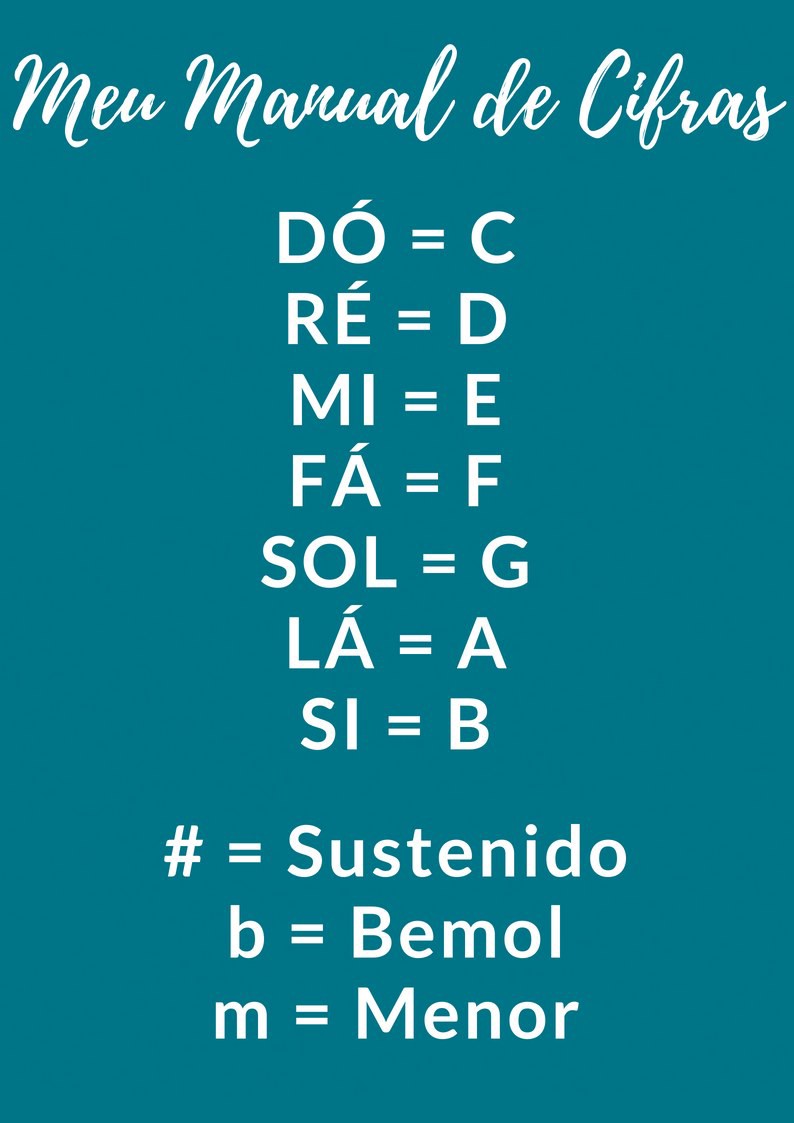 Meu Manual de Cifras
DÓ = C
RÉ = D
MI = E
FÁ = F
SOL = G
LÁ = A
SI = B
# = Sustenido
b = Bemol
m = Menor